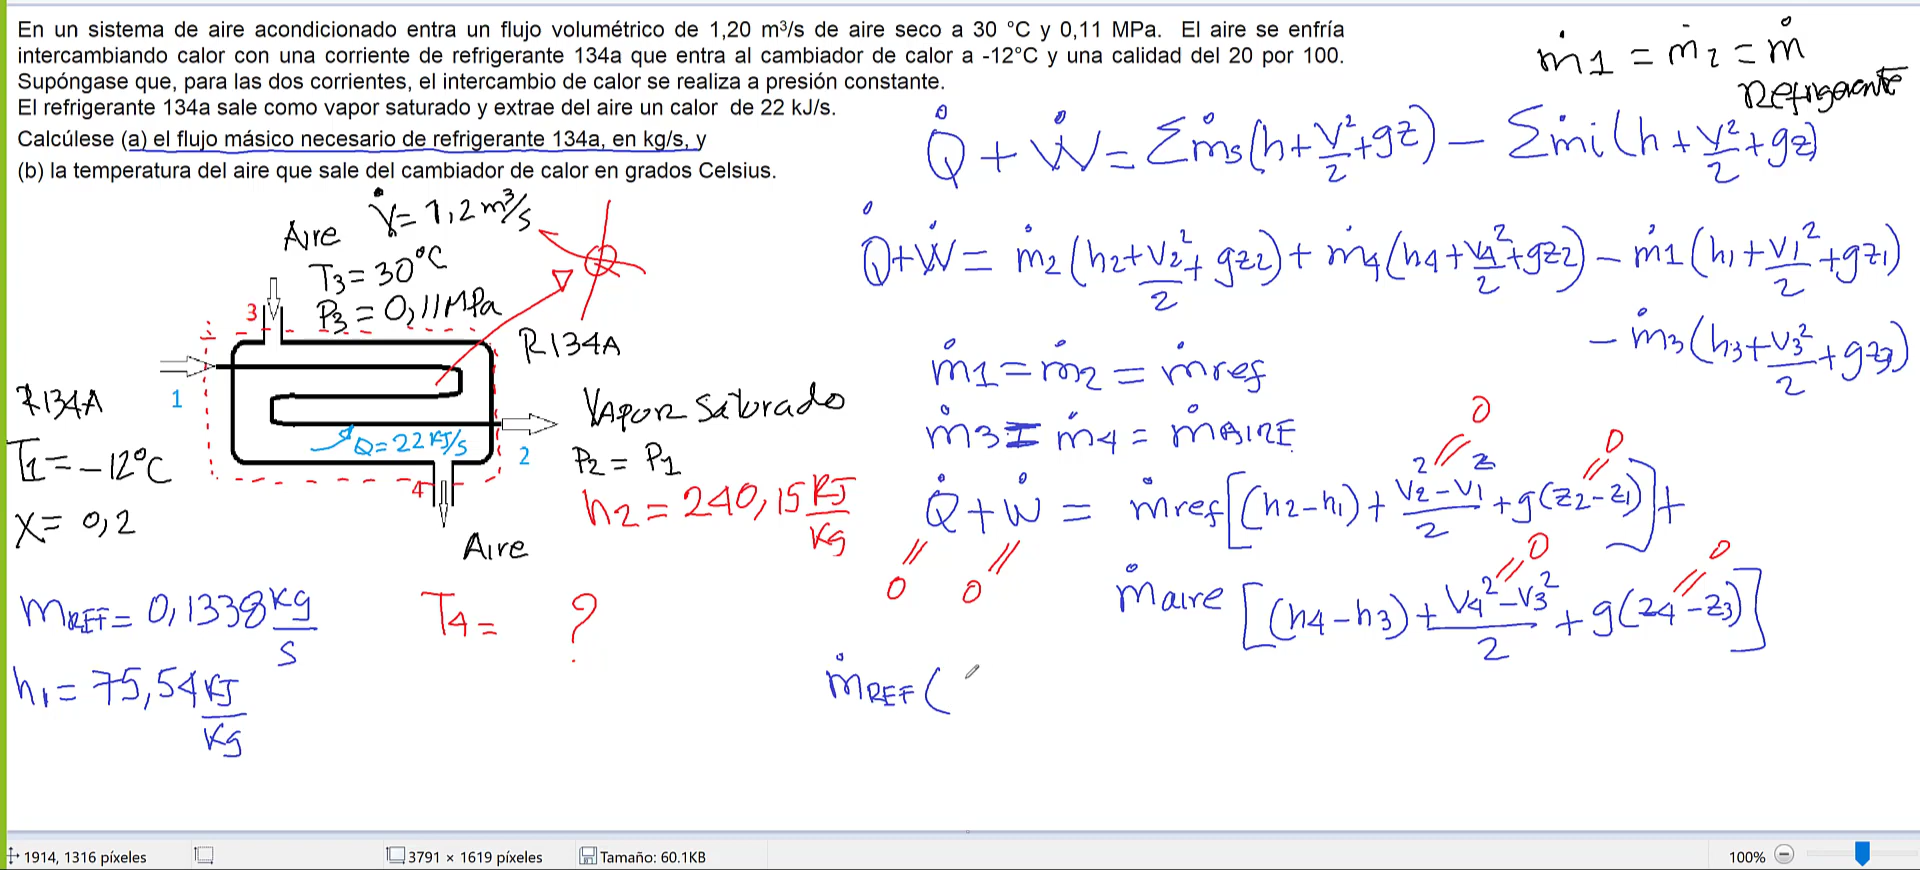 En un sistema de aire acondicionado entra un flujo volumétrico de 1,20 m³/s de aire seco a 30 °C y 0,11 MPa. El aire se enfría
intercambiando calor con una corriente de refrigerante 134a que entra al cambiador de calor a -12°C y una calidad del 20 por 100.
Supóngase que, para las dos corrientes, el intercambio de calor se realiza a presión constante.
El refrigerante 134a sale como vapor saturado y extrae del aire un calor de 22 kJ/s.
Calcúlese (a) el flujo másico necesario de refrigerante 134a, en kg/s, y
(b) la temperatura del aire que sale del cambiador de calor en grados Celsius.
ṁ1 = ṁ2 = ṁ
Refrigerante
Q̇ + Ẇ = Σṁs(h+V²/2+gz) – Σṁi(h+V²/2+gz)
Q̇+Ẇ = ṁ2(h2+V2²/2+gz2) + ṁ4(h4+V4²/2+gz2) – ṁ1(h1+V1²/2+gz1)
– ṁ3(h3+V3²/2+gz3)
Aire V̇=1,2 m³/s
T3=30°C
P3=0,11MPa
3
R134A
1
R134A
T1=-12°C
X=0,2
Q=22KJ/s
2
4
Aire
VAPOR SATURADO
P2 = P1
h2 = 240,15 KJ/Kg
ṁ1=ṁ2=ṁref
ṁ3=ṁ4=ṁAIRE
Q̇+Ẇ = ṁref[(h2-h1)+V2²-V1²/2+g(z2-z1)]+
0 0 0 0
ṁaire[(h4-h3)+V4²-V3²/2+g(z4-z3)]
0 0
mREF= 0,1338 Kg/s
T4= ?
h1= 75,54 KJ/Kg
ṁREF(
1914, 1316 píxeles
3791 × 1619 píxeles
Tamaño: 60.1KB
100%